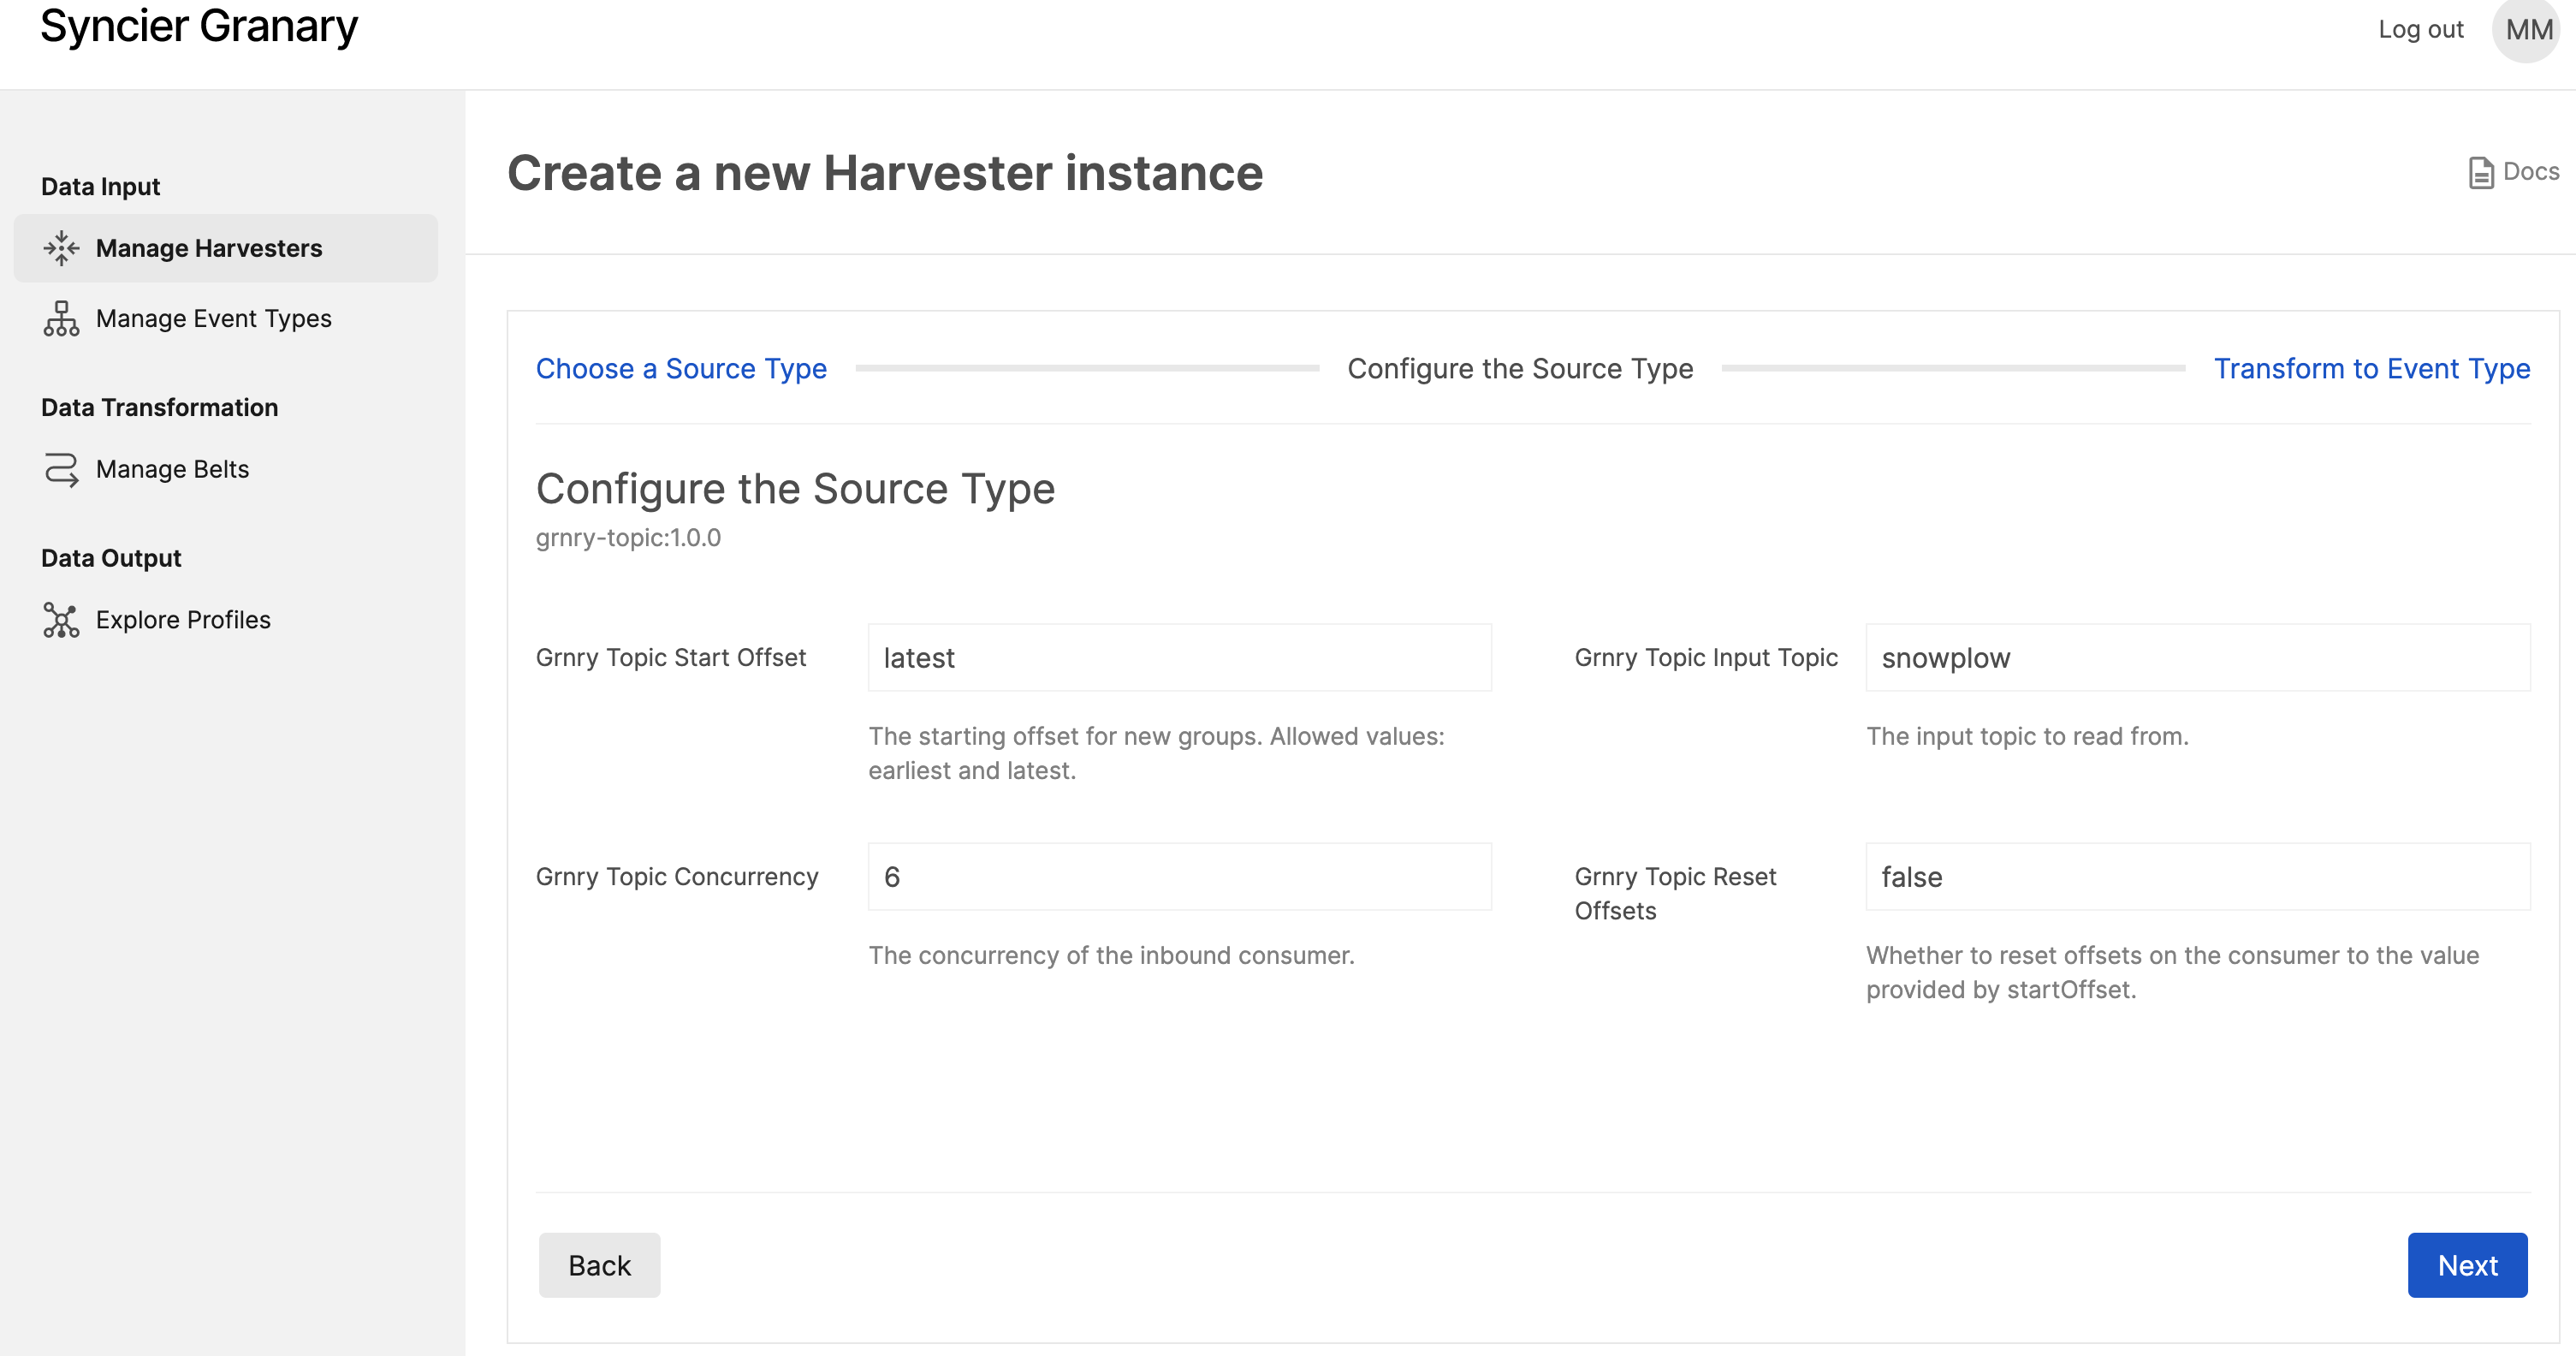 Syncier Granary
Log out
MM
Data Input
Manage Harvesters
Manage Event Types
Data Transformation
Manage Belts
Data Output
Explore Profiles
Create a new Harvester instance
Docs
Choose a Source Type
Configure the Source Type
Transform to Event Type
Configure the Source Type
grnry-topic:1.0.0
Grnry Topic Start Offset
latest
The starting offset for new groups. Allowed values:
earliest and latest.
Grnry Topic Input Topic
snowplow
The input topic to read from.
Grnry Topic Concurrency
6
The concurrency of the inbound consumer.
Grnry Topic Reset
Offsets
false
Whether to reset offsets on the consumer to the value
provided by startOffset.
Back
Next